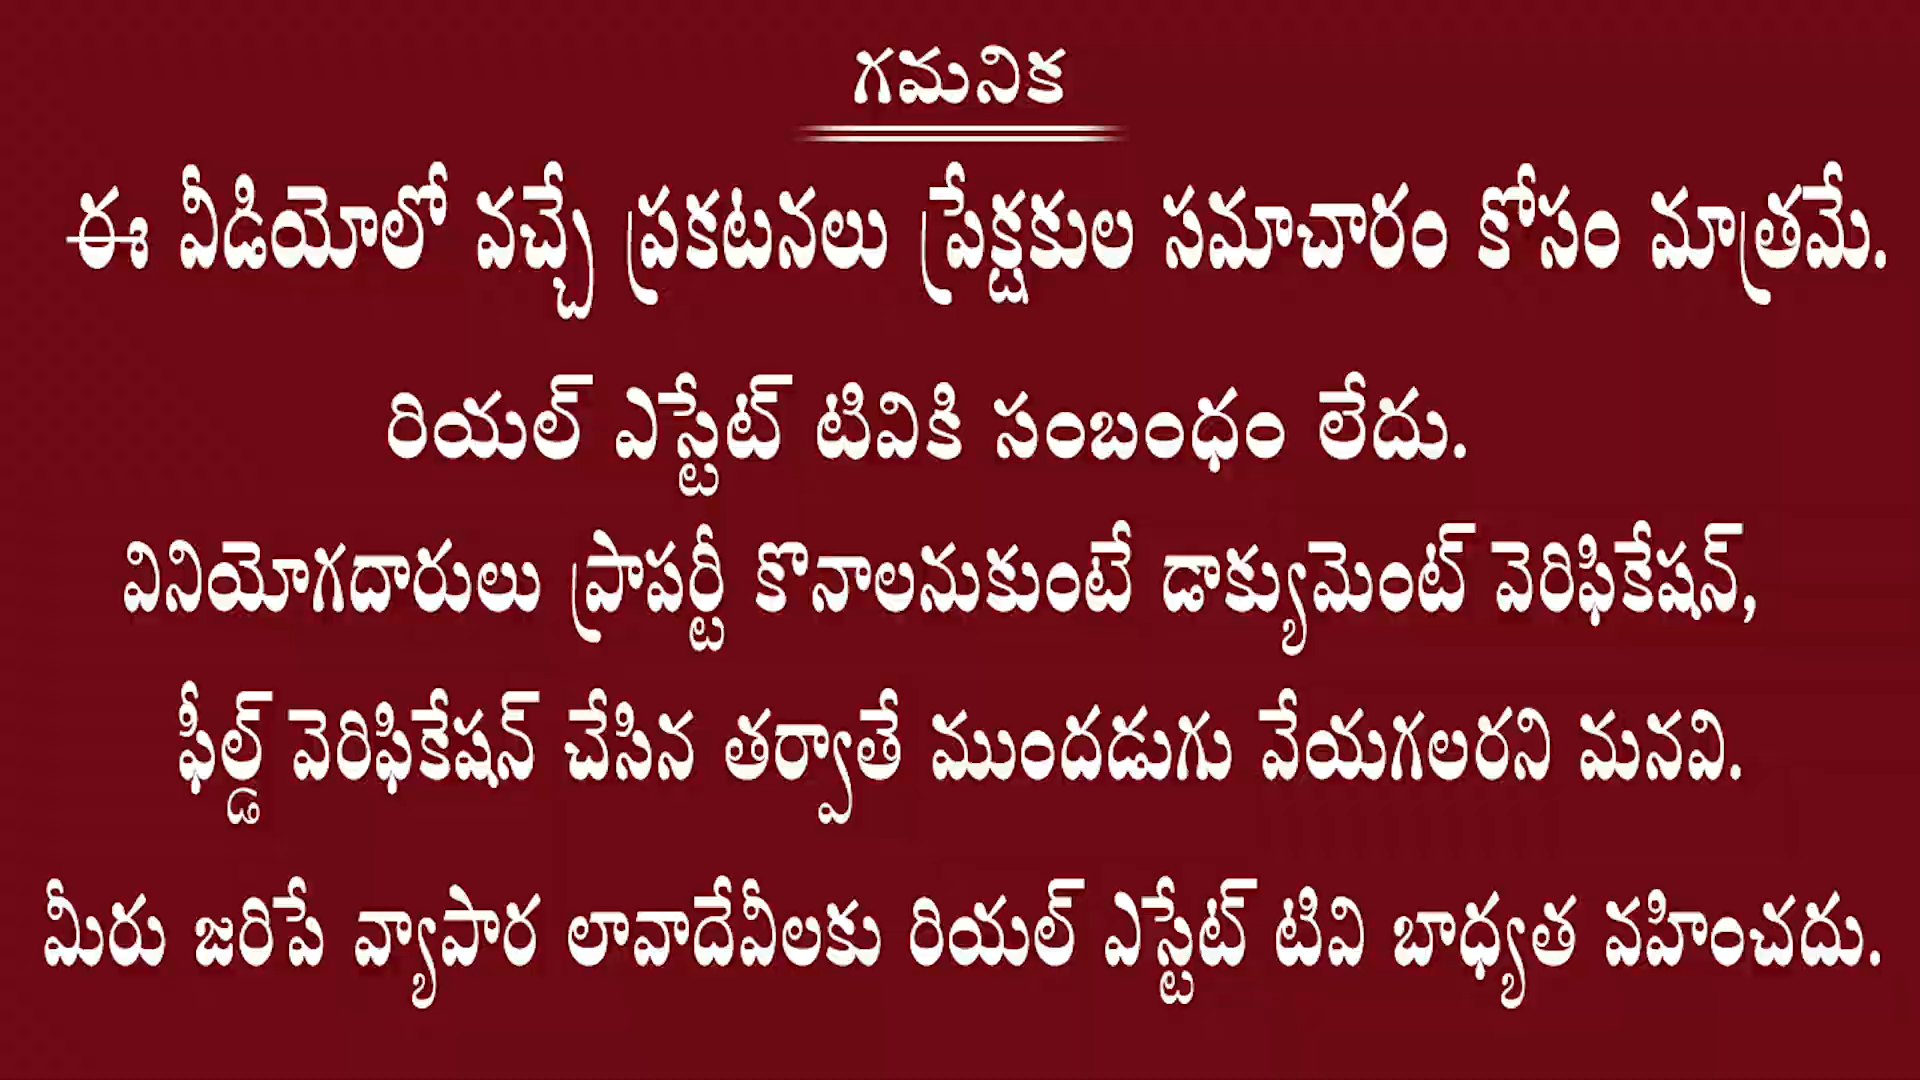 గమనిక
ఈ వీడియోలో వచ్చే ప్రకటనలు ప్రేక్షకుల సమాచారం కోసం మాత్రమే.
రియల్ ఎస్టేట్ టివికి సంబంధం లేదు.
వినియోగదారులు ప్రాపర్టీ కొనాలనుకుంటే డాక్యుమెంట్ వెరిఫికేషన్,
ఫీల్డ్ వెరిఫికేషన్ చేసిన తర్వాతే ముందడుగు వేయగలరని మనవి.
మీరు జరిపే వ్యాపార లావాదేవీలకు రియల్ ఎస్టేట్ టివి బాధ్యత వహించదు.